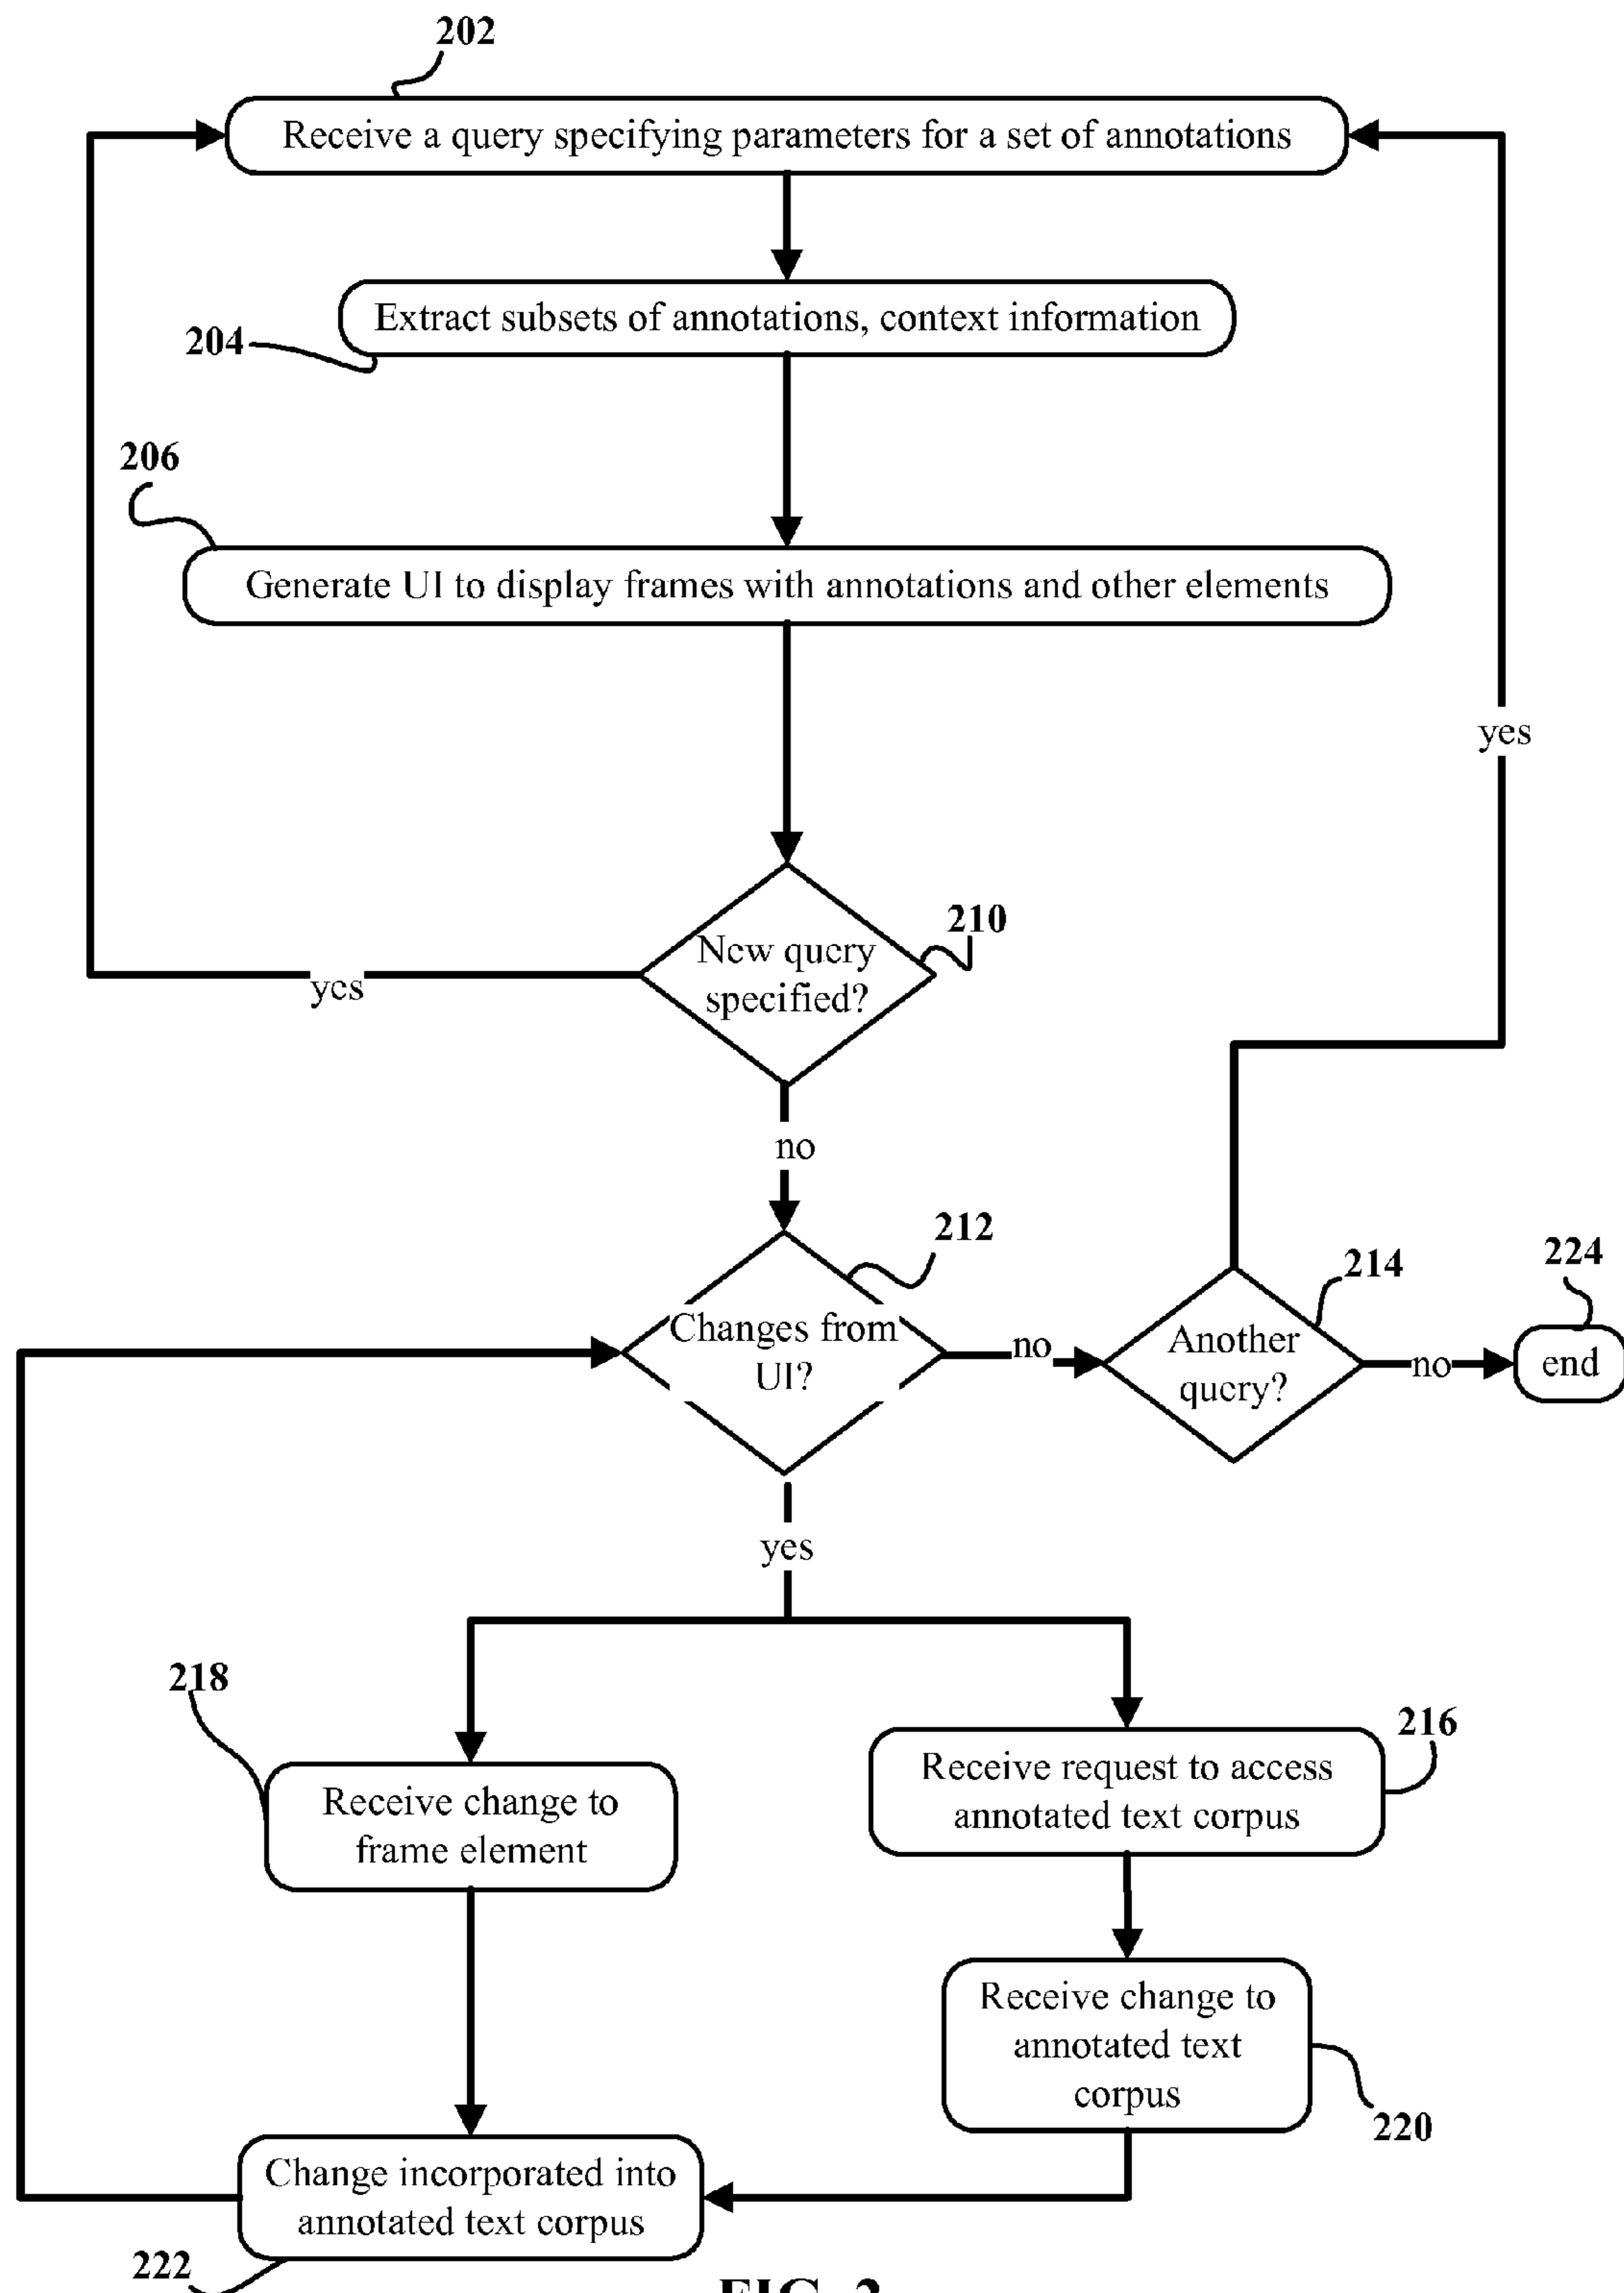 202
Receive a query specifying parameters for a set of annotations
Extract subsets of annotations, context information
204
206
Generate UI to display frames with annotations and other elements
yes
210
New query
specified?
yes
no
212
Changes from
UI?
no
214
Another
query?
no
224
end
yes
218
Receive change to
frame element
216
Receive request to access
annotated text corpus
Receive change to
annotated text
corpus
220
Change incorporated into
annotated text corpus
222
FIG. 2